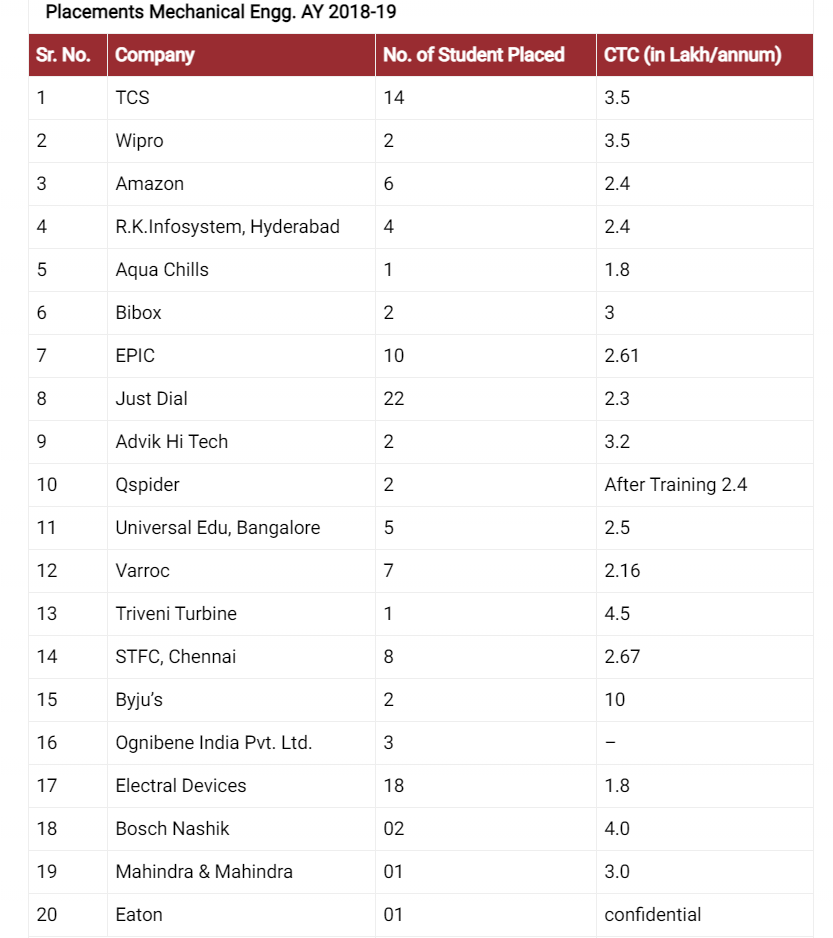 Placements Mechanical Engg. AY 2018-19
Sr. No. Company No. of Student Placed CTC (in Lakh/annum)
1 TCS 14 3.5
2 Wipro 2 3.5
3 Amazon 6 2.4
4 R.K.Infosystem, Hyderabad 4 2.4
5 Aqua Chills 1 1.8
6 Bibox 2 3
7 EPIC 10 2.61
8 Just Dial 22 2.3
9 Advik Hi Tech 2 3.2
10 Qspider 2 After Training 2.4
11 Universal Edu, Bangalore 5 2.5
12 Varroc 7 2.16
13 Triveni Turbine 1 4.5
14 STFC, Chennai 8 2.67
15 Byju’s 2 10
16 Ognibene India Pvt. Ltd. 3 –
17 Electral Devices 18 1.8
18 Bosch Nashik 02 4.0
19 Mahindra & Mahindra 01 3.0
20 Eaton 01 confidential